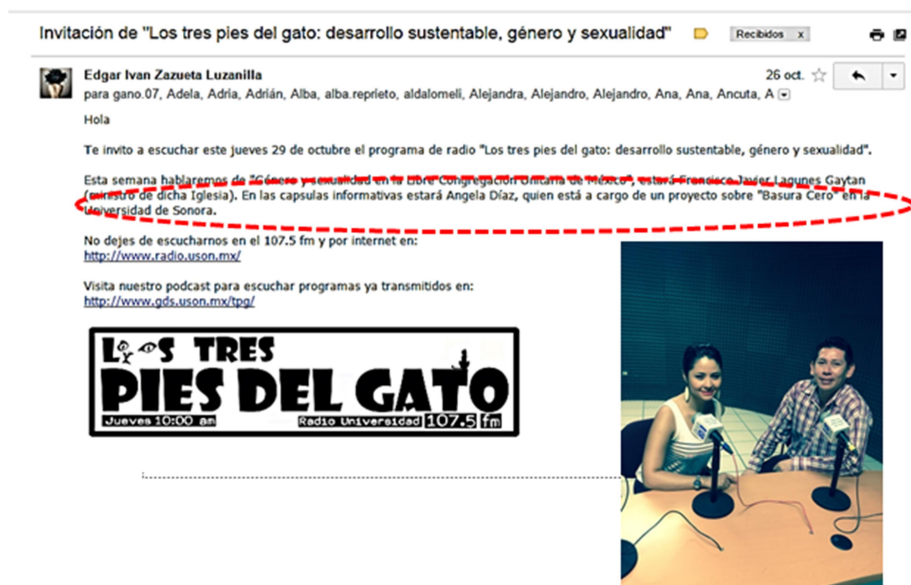 Invitación de "Los tres pies del gato: desarrollo sustentable, género y sexualidad"
Recibidos x
Edgar Ivan Zazueta Luzanilla
26 oct.
para gano.07, Adela, Adria, Adrián, Alba, alba.reprieto, aldalomeli, Alejandra, Alejandro, Alejandro, Ana, Ana, Ancuta, A
Hola
Te invito a escuchar este jueves 29 de octubre el programa de radio "Los tres pies del gato: desarrollo sustentable, género y sexualidad".
Esta semana hablaremos de "Género y sexualidad en la Libre Congregación Unitaria de México", estará Francisco Javier Lagunes Gaytan
(ministro de dicha Iglesia). En las capsulas informativas estará Angela Díaz, quien está a cargo de un proyecto sobre "Basura Cero" en la
Universidad de Sonora.
No dejes de escucharnos en el 107.5 fm y por internet en:
http://www.radio.uson.mx/
Visita nuestro podcast para escuchar programas ya transmitidos en:
http://www.gds.uson.mx/tpg/
LOS TRES
PIES DEL GATO
Jueves 10:00 am Radio Universidad 107.5 fm